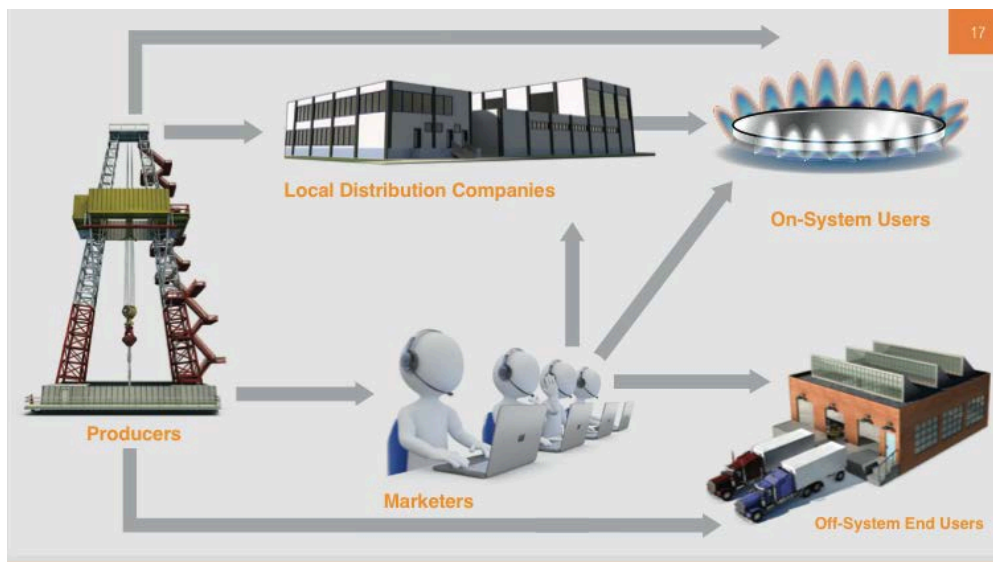 17
Local Distribution Companies
On-System Users
Producers
Marketers
Off-System End Users